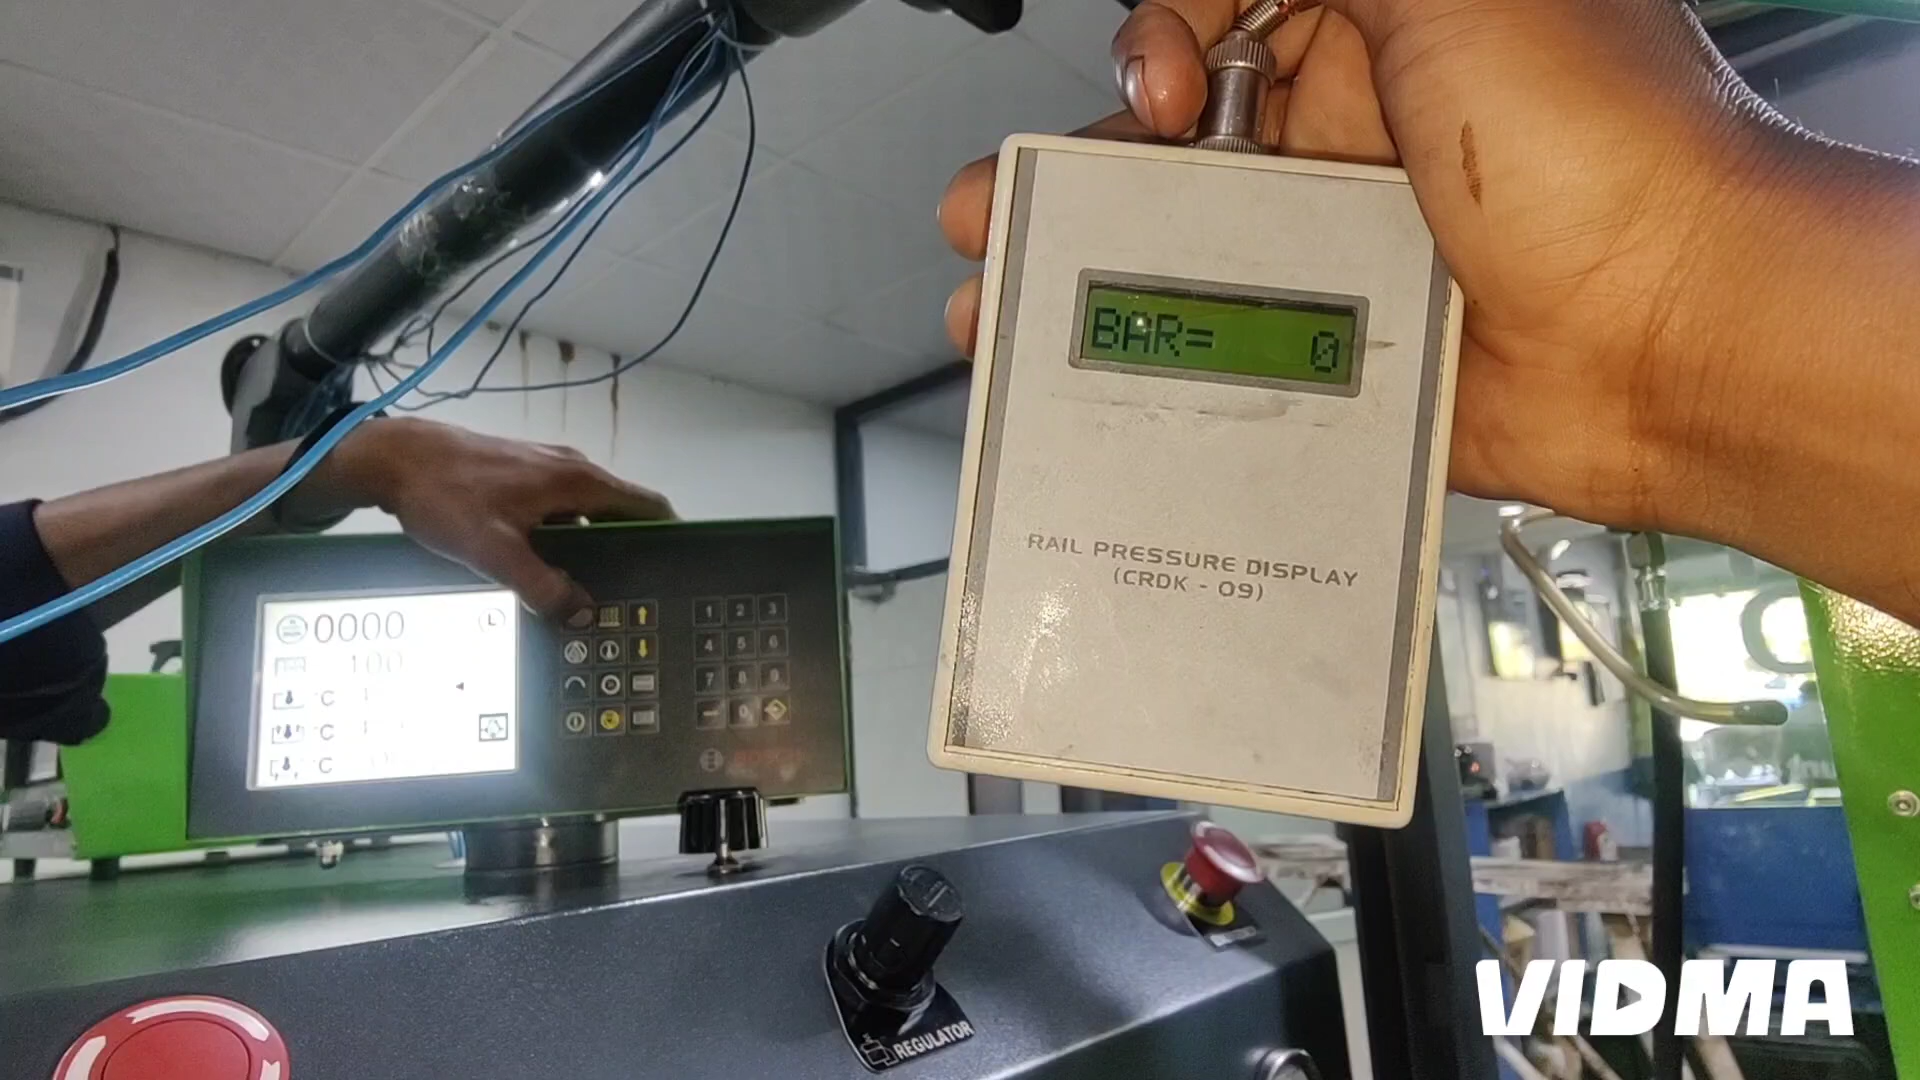 BAR= 0
RAIL PRESSURE DISPLAY
(CRDK - 09)
0000
100
°C
°C
°C
1 2 3
4 5 6
7 8 9
0
BOSCH
REGULATOR
VIDMA